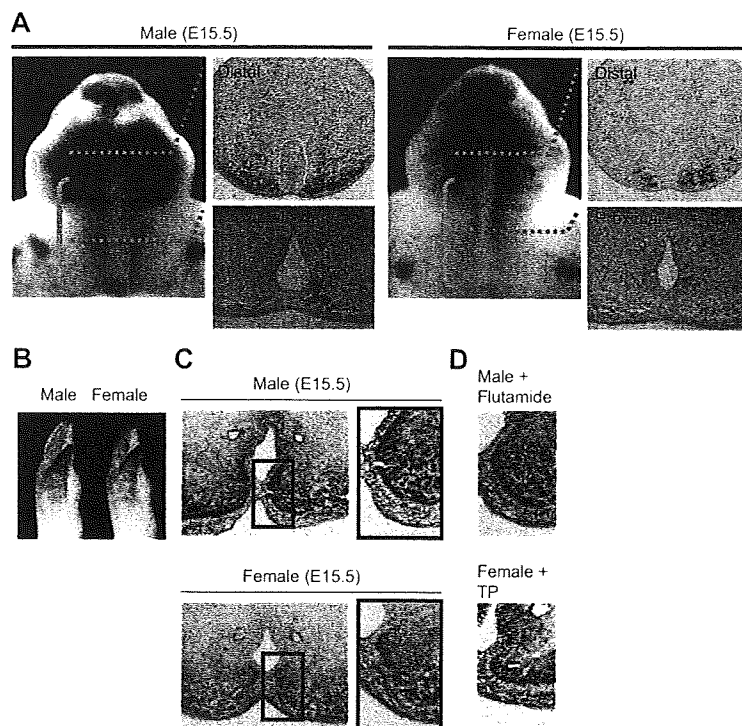 A
Male (E15.5)
Female (E15.5)
Distal
Distal
B
C
D
Male Female
Male (E15.5)
Male +
Flutamide
Female (E15.5)
Female +
TP